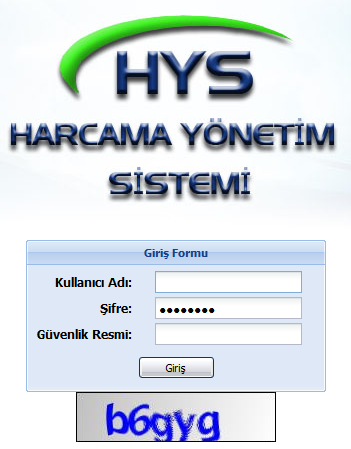 HYS
HARCAMA YÖNETİM
SİSTEMİ
Giriş Formu
Kullanıcı Adı:
Şifre: ••••••••
Güvenlik Resmi:
Giriş
b6gyg